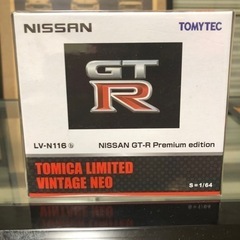 NISSAN
TOMYTEC
GT
R
LV-N116 ⓑ
NISSAN GT-R Premium edition
TOMICA LIMITED
VINTAGE NEO
S=1/64